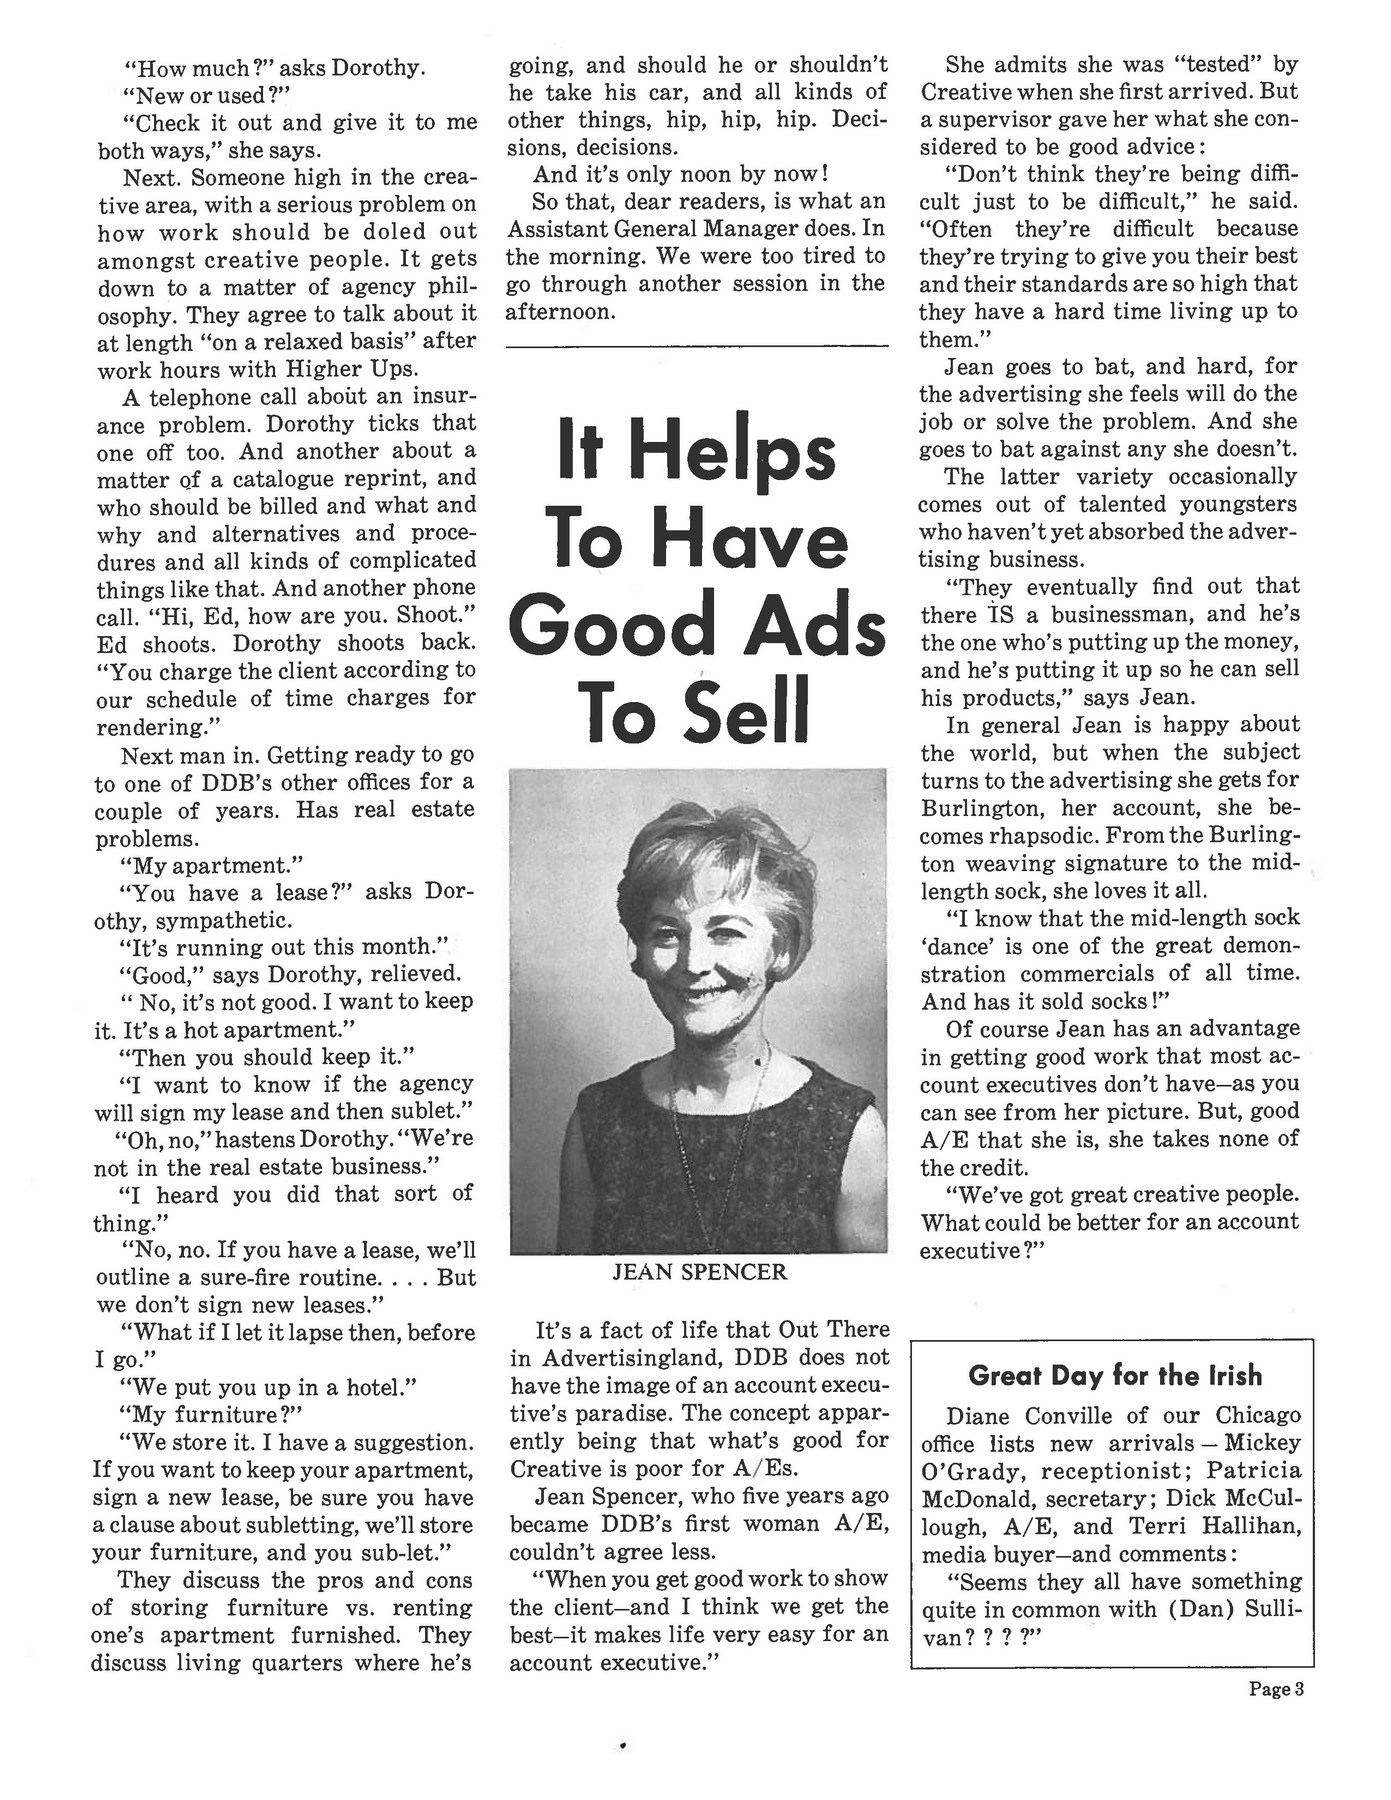 “How much?” asks Dorothy.
“New or used?”
“Check it out and give it to me
both ways,” she says.
Next. Someone high in the crea-
tive area, with a serious problem on
how work should be doled out
amongst creative people. It gets
down to a matter of agency phil-
osophy. They agree to talk about it
at length “on a relaxed basis” after
work hours with Higher Ups.
A telephone call about an insur-
ance problem. Dorothy ticks that
one off too. And another about a
matter of a catalogue reprint, and
who should be billed and what and
why and alternatives and proce-
dures and all kinds of complicated
things like that. And another phone
call. “Hi, Ed, how are you. Shoot.”
Ed shoots. Dorothy shoots back.
“You charge the client according to
our schedule of time charges for
rendering.”
Next man in. Getting ready to go
to one of DDB’s other offices for a
couple of years. Has real estate
problems.
“My apartment.”
“You have a lease?” asks Dor-
othy, sympathetic.
“It’s running out this month.”
“Good,” says Dorothy, relieved.
“ No, it’s not good. I want to keep
it. It’s a hot apartment.”
“Then you should keep it.”
“I want to know if the agency
will sign my lease and then sublet.”
“Oh, no,” hastens Dorothy. “We’re
not in the real estate business.”
“I heard you did that sort of
thing.”
“No, no. If you have a lease, we’ll
outline a sure-fire routine. . . . But
we don’t sign new leases.”
“What if I let it lapse then, before
I go.”
“We put you up in a hotel.”
“My furniture?”
“We store it. I have a suggestion.
If you want to keep your apartment,
sign a new lease, be sure you have
a clause about subletting, we’ll store
your furniture, and you sub-let.”
They discuss the pros and cons
of storing furniture vs. renting
one’s apartment furnished. They
discuss living quarters where he’s
going, and should he or shouldn’t
he take his car, and all kinds of
other things, hip, hip, hip. Deci-
sions, decisions.
And it’s only noon by now!
So that, dear readers, is what an
Assistant General Manager does. In
the morning. We were too tired to
go through another session in the
afternoon.
It Helps
To Have
Good Ads
To Sell
JEAN SPENCER
It’s a fact of life that Out There
in Advertisingland, DDB does not
have the image of an account execu-
tive’s paradise. The concept appar-
ently being that what’s good for
Creative is poor for A/Es.
Jean Spencer, who five years ago
became DDB’s first woman A/E,
couldn’t agree less.
“When you get good work to show
the client—and I think we get the
best—it makes life very easy for an
account executive.”
She admits she was “tested” by
Creative when she first arrived. But
a supervisor gave her what she con-
sidered to be good advice:
“Don’t think they’re being diffi-
cult just to be difficult,” he said.
“Often they’re difficult because
they’re trying to give you their best
and their standards are so high that
they have a hard time living up to
them.”
Jean goes to bat, and hard, for
the advertising she feels will do the
job or solve the problem. And she
goes to bat against any she doesn’t.
The latter variety occasionally
comes out of talented youngsters
who haven’t yet absorbed the adver-
tising business.
“They eventually find out that
there IS a businessman, and he’s
the one who’s putting up the money,
and he’s putting it up so he can sell
his products,” says Jean.
In general Jean is happy about
the world, but when the subject
turns to the advertising she gets for
Burlington, her account, she be-
comes rhapsodic. From the Burling-
ton weaving signature to the mid-
length sock, she loves it all.
“I know that the mid-length sock
‘dance’ is one of the great demon-
stration commercials of all time.
And has it sold socks!”
Of course Jean has an advantage
in getting good work that most ac-
count executives don’t have—as you
can see from her picture. But, good
A/E that she is, she takes none of
the credit.
“We’ve got great creative people.
What could be better for an account
executive?”
Great Day for the Irish
Diane Conville of our Chicago
office lists new arrivals — Mickey
O’Grady, receptionist; Patricia
McDonald, secretary; Dick McCul-
lough, A/E, and Terri Hallihan,
media buyer—and comments:
“Seems they all have something
quite in common with (Dan) Sulli-
van? ? ? ?”
Page 3